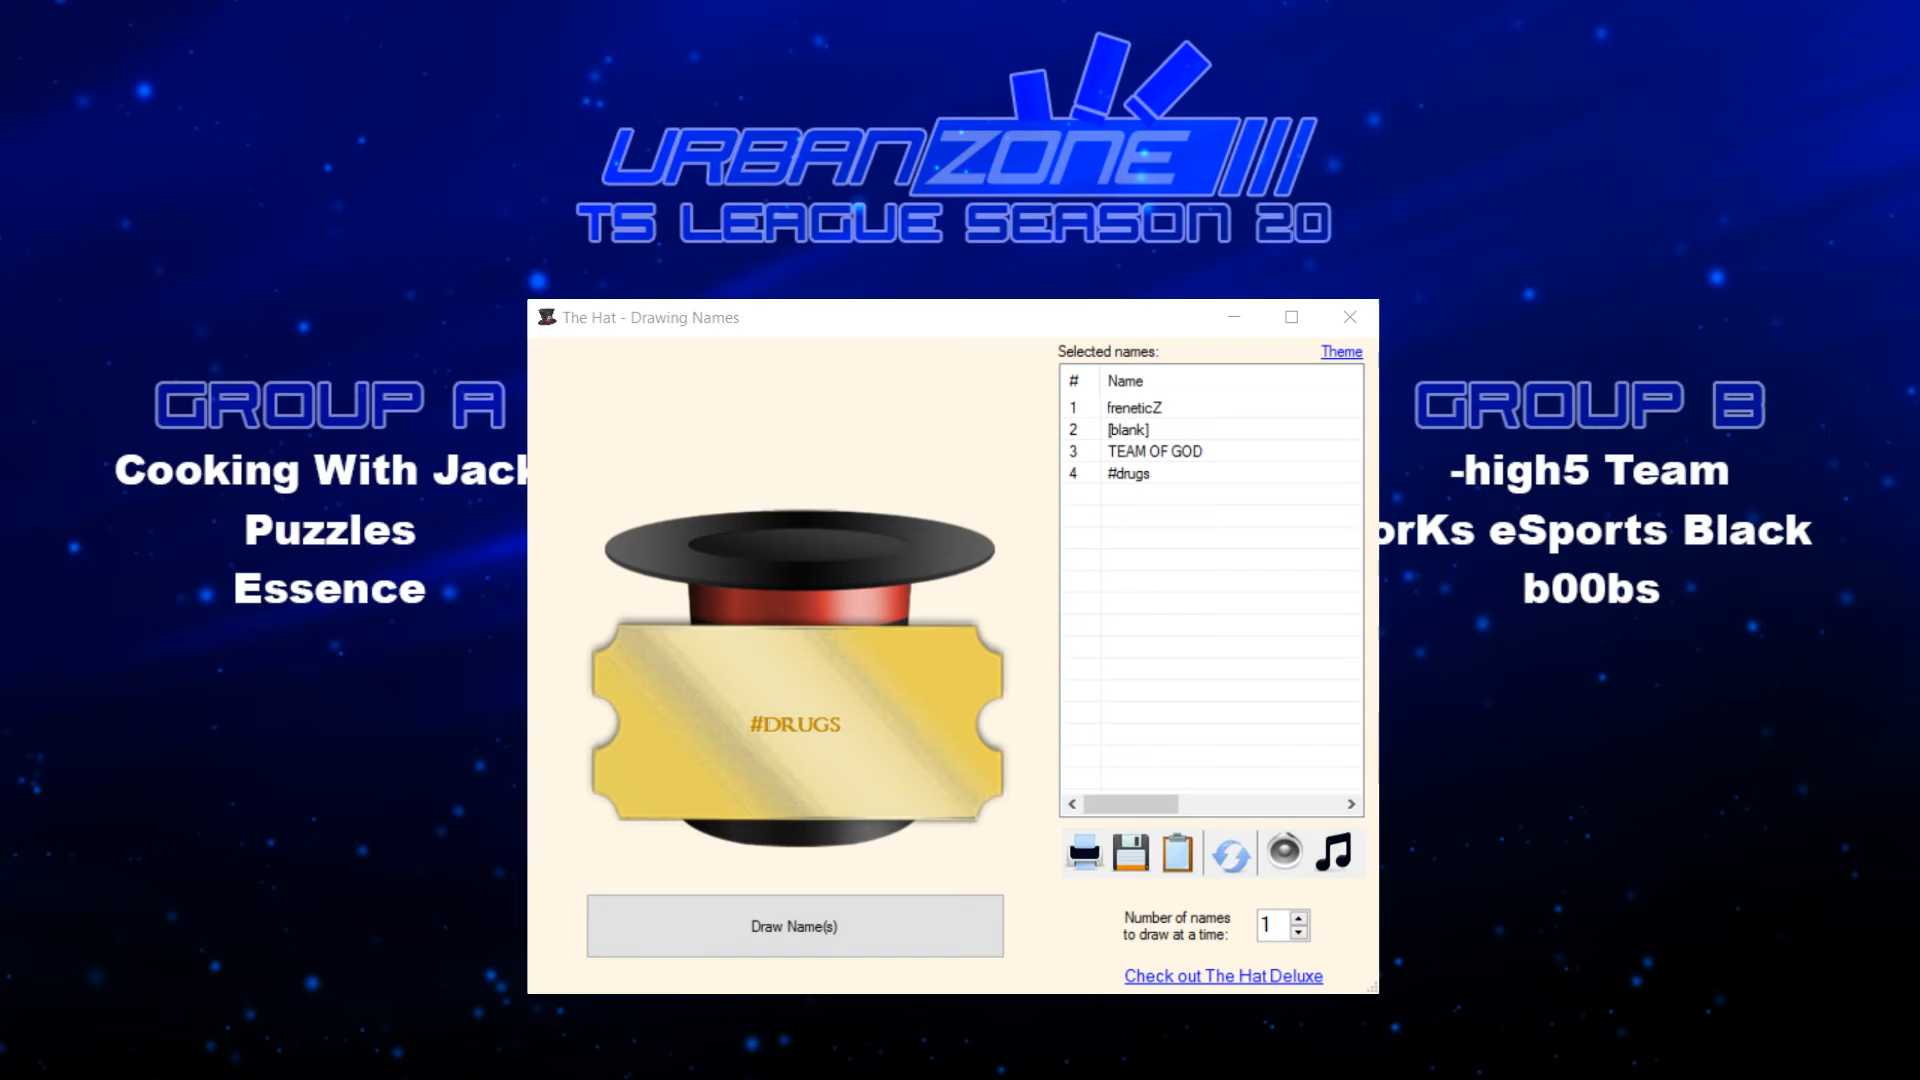 URBAN ZONE
TS LEAGUE SEASON 20
The Hat - Drawing Names
Selected names:
Theme
# Name
1 freneticZ
2 [blank]
3 TEAM OF GOD
4 #drugs
GROUP A
Cooking With Jack
Puzzles
Essence
GROUP B
-high5 Team
orKs eSports Black
b00bs
#DRUGS
Draw Name(s)
Number of names
to draw at a time:
1
Check out The Hat Deluxe